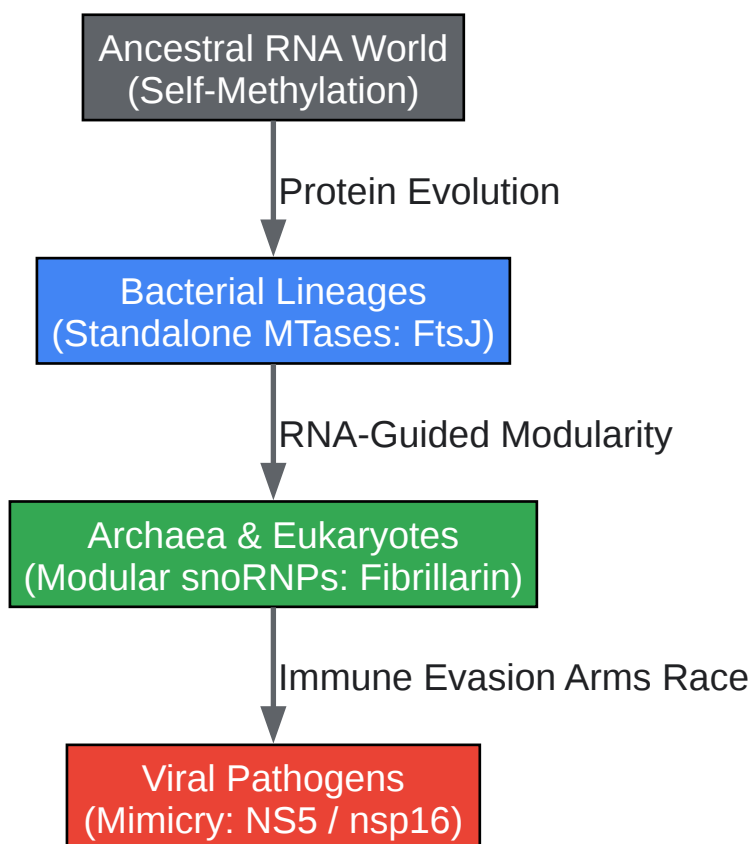 Ancestral RNA World
(Self-Methylation)
Protein Evolution
Bacterial Lineages
(Standalone MTases: FtsJ)
RNA-Guided Modularity
Archaea & Eukaryotes
(Modular snoRNPs: Fibrillarin)
Immune Evasion Arms Race
Viral Pathogens
(Mimicry: NS5 / nsp16)